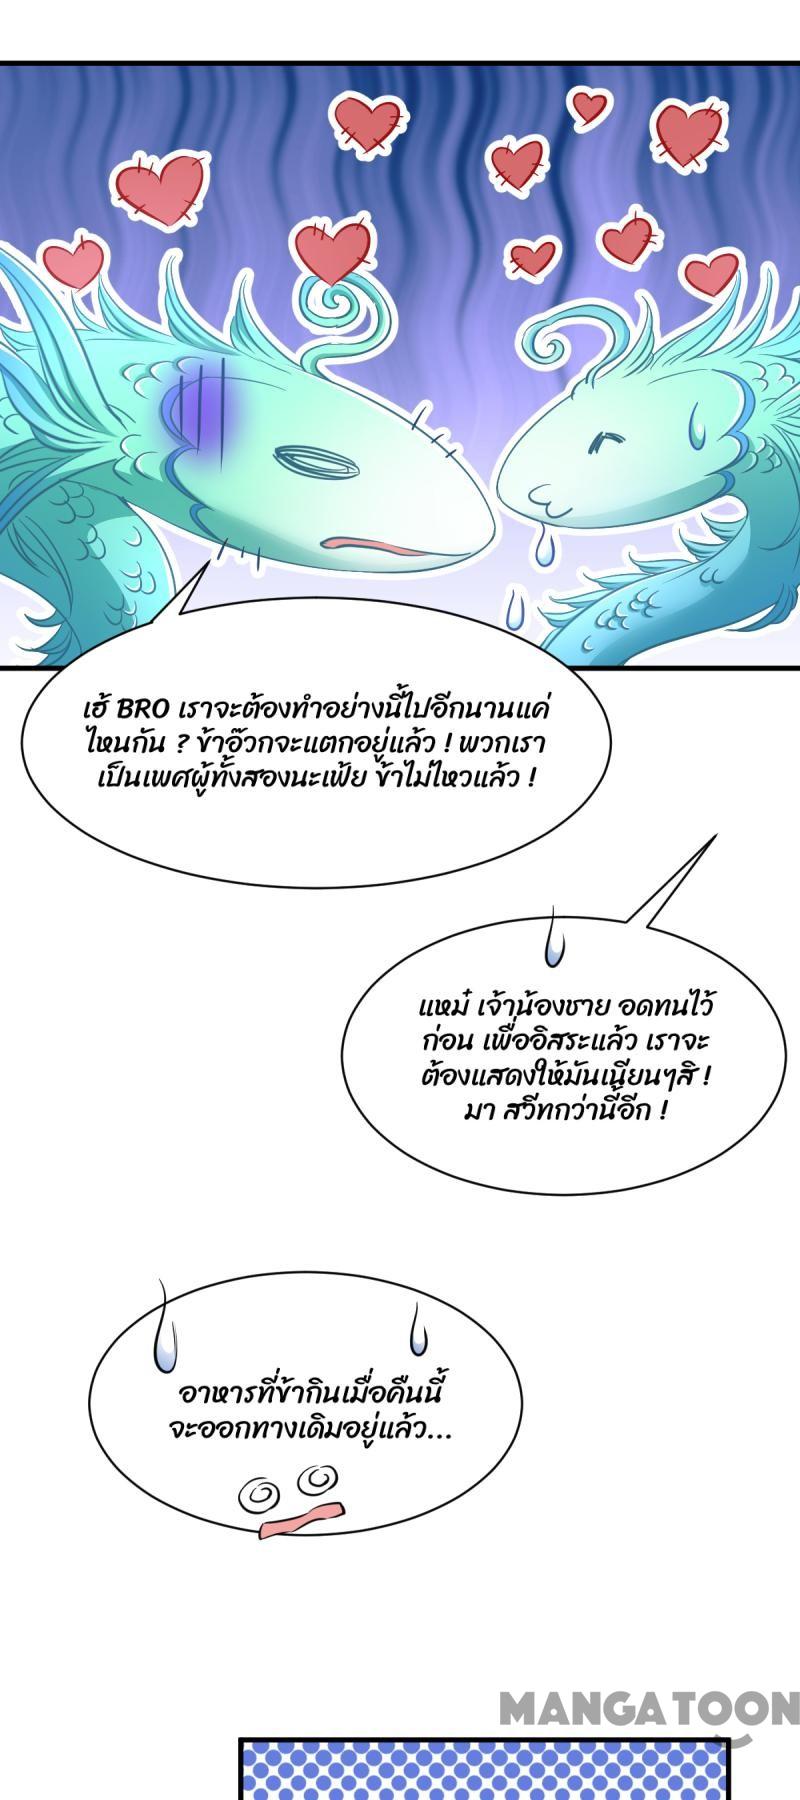 เฮ้ BRO เราจะต้องทำอย่างนี้ไปอีกนานแค่
ไหนกัน ? ข้าอ๊วกจะแตกอยู่แล้ว ! พวกเรา
เป็นเพศผู้ทั้งสองนะเฟ้ย ข้าไม่ไหวแล้ว !
แหม๋ เจ้าน้องชาย อดทนไว้
ก่อน เพื่ออิสระแล้ว เราจะ
ต้องแสดงให้มันเนียนๆสิ !
มา สวีทกว่านี้อีก !
อาหารที่ข้ากินเมื่อคืนนี้
จะออกทางเดิมอยู่แล้ว...
MANGATOON